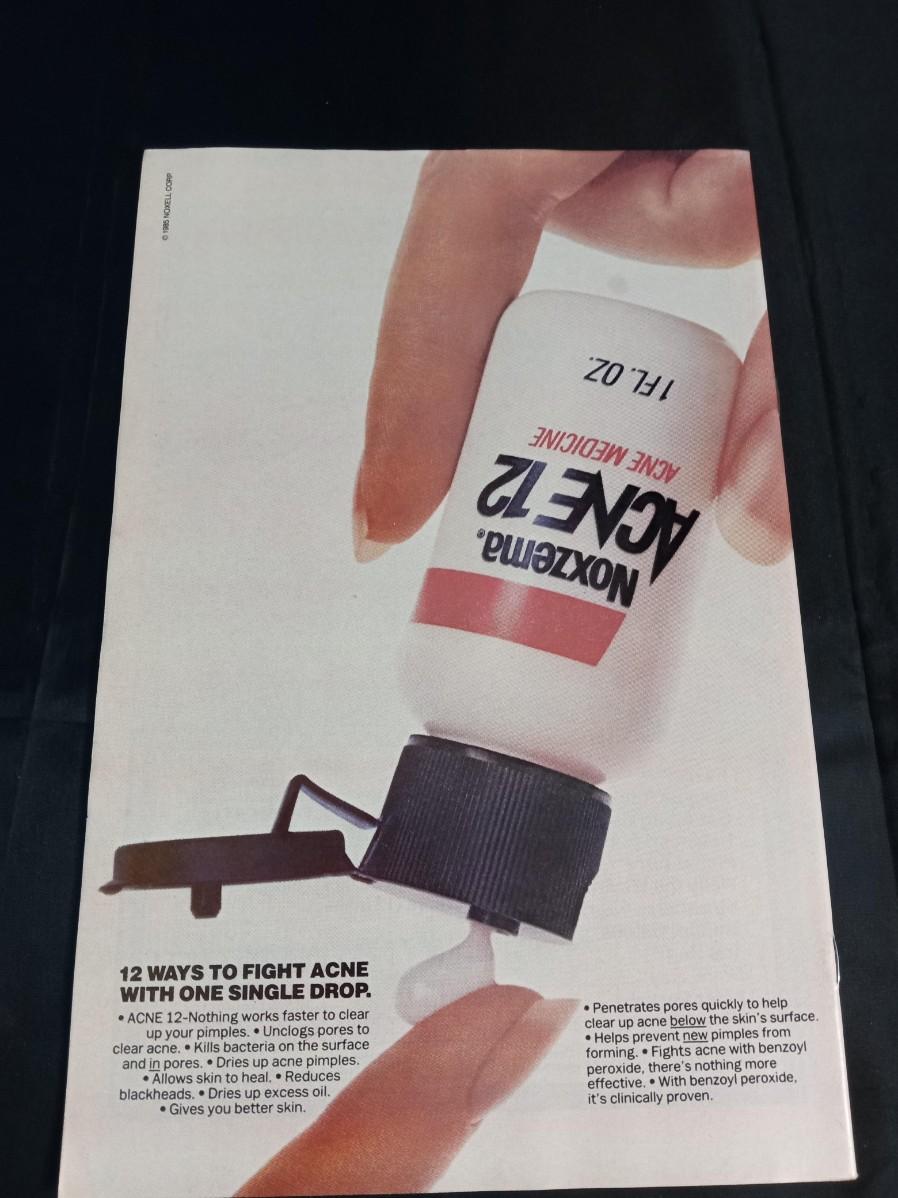 © 1985 NOXELL CORP
1 FL. OZ.
ACNE MEDICINE
ACNE 12
Noxzema®
12 WAYS TO FIGHT ACNE
WITH ONE SINGLE DROP.
• ACNE 12-Nothing works faster to clear
up your pimples. • Unclogs pores to
clear acne. • Kills bacteria on the surface
and in pores. • Dries up acne pimples.
• Allows skin to heal. • Reduces
blackheads. • Dries up excess oil.
• Gives you better skin.
• Penetrates pores quickly to help
clear up acne below the skin's surface.
• Helps prevent new pimples from
forming. • Fights acne with benzoyl
peroxide, there's nothing more
effective. • With benzoyl peroxide,
it's clinically proven.